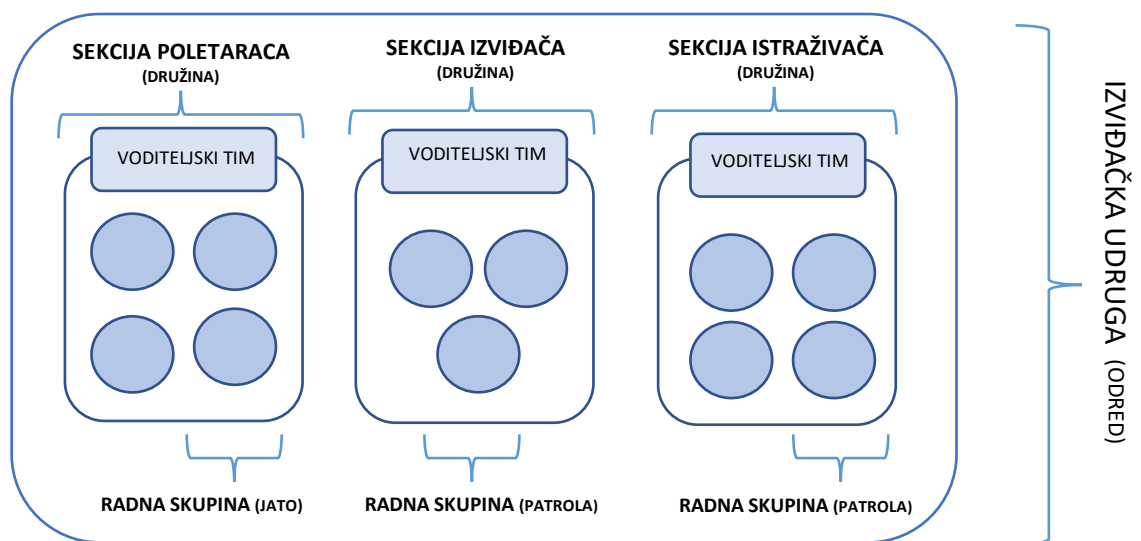 SEKCIJA POLETARACA
(DRUŽINA)
SEKCIJA IZVIĐAČA
(DRUŽINA)
SEKCIJA ISTRAŽIVAČA
(DRUŽINA)
VODITELJSKI TIM
VODITELJSKI TIM
VODITELJSKI TIM
RADNA SKUPINA (JATO)
RADNA SKUPINA (PATROLA)
RADNA SKUPINA (PATROLA)
IZVIĐAČKA UDRUGA (ODRED)